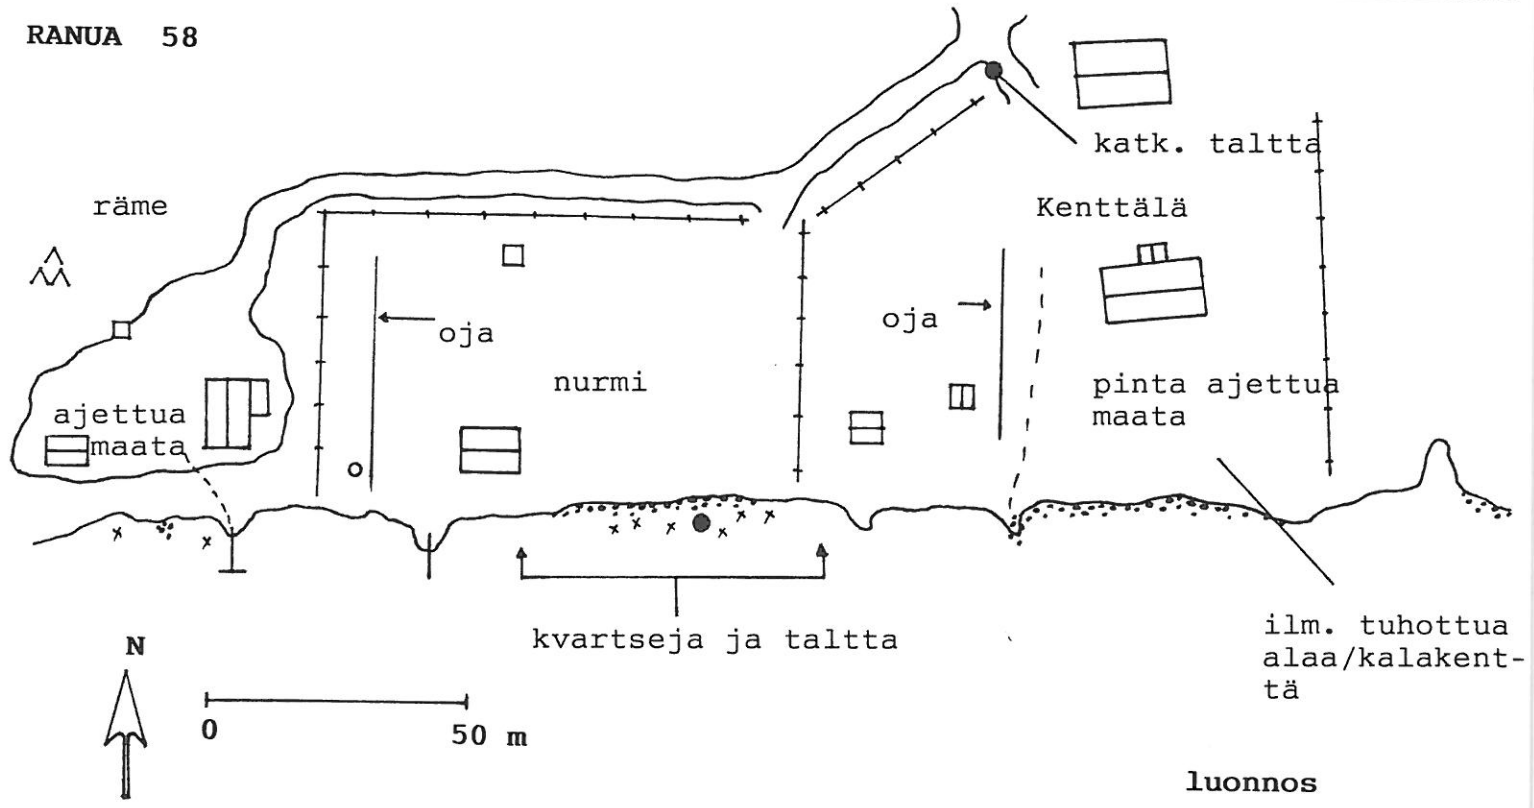 RANUA 58
katk. taltta
räme
Kenttälä
oja
oja
nurmi
pinta ajettua
maata
ajettua
maata
kvartseja ja taltta
ilm. tuhottua
alaa/kalakent-
tä
N
0 50 m
luonnos